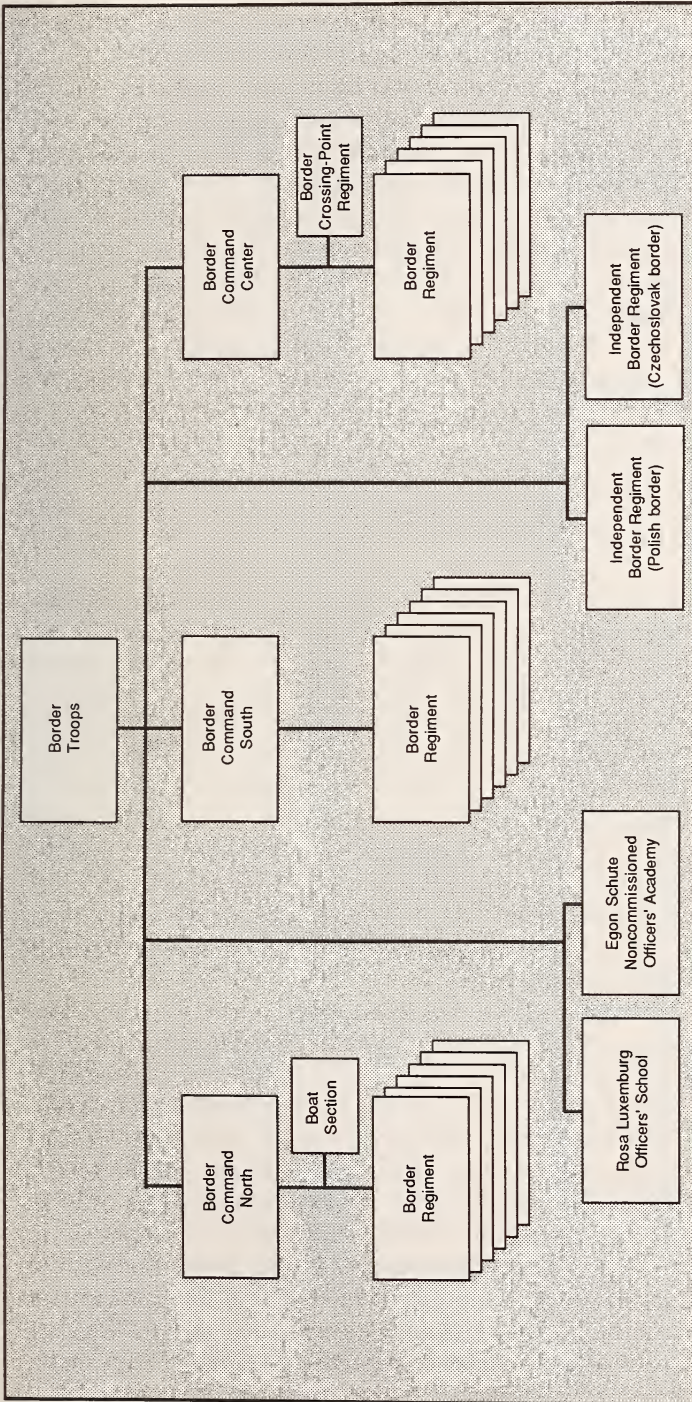 Border
Troops
Border
Command
North
Border
Command
South
Border
Command
Center
Boat
Section
Border
Crossing-Point
Regiment
Border
Regiment
Border
Regiment
Border
Regiment
Rosa Luxemburg
Officers' School
Egon Schute
Noncommissioned
Officers' Academy
Independent
Border Regiment
(Polish border)
Independent
Border Regiment
(Czechoslovak border)